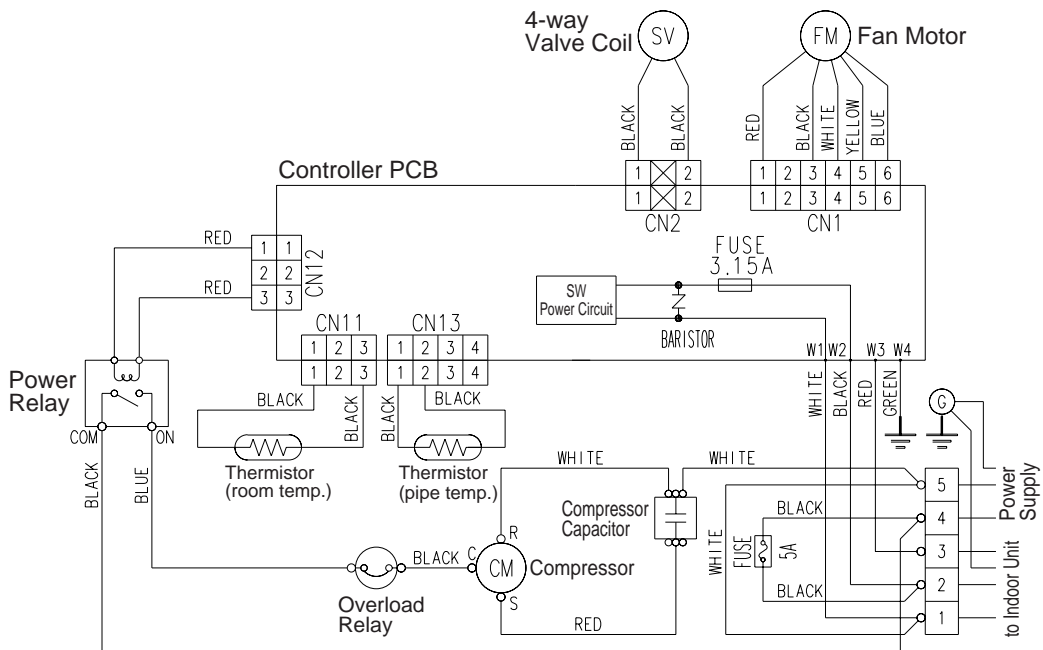 4-way
Valve Coil
SV
FM
Fan Motor
BLACK
BLACK
RED
BLACK
WHITE
YELLOW
BLUE
Controller PCB
1 2
1 2
CN2
1 2 3 4 5 6
1 2 3 4 5 6
CN1
RED
RED
1 1
2 2
3 3
CN12
FUSE
3.15A
SW
Power Circuit
BARISTOR
CN11
1 2 3
1 2 3
CN13
1 2 3 4
1 2 3 4
W1 W2 W3 W4
WHITE
BLACK
RED
GREEN
G
Power
Relay
COM
ON
BLACK
BLUE
BLACK
BLACK
Thermistor
(room temp.)
BLACK
BLACK
Thermistor
(pipe temp.)
WHITE
WHITE
Compressor
Capacitor
R
C
S
CM
Compressor
BLACK
Overload
Relay
RED
WHITE
BLACK
FUSE
5A
BLACK
5
4
3
2
1
Power
Supply
to Indoor Unit